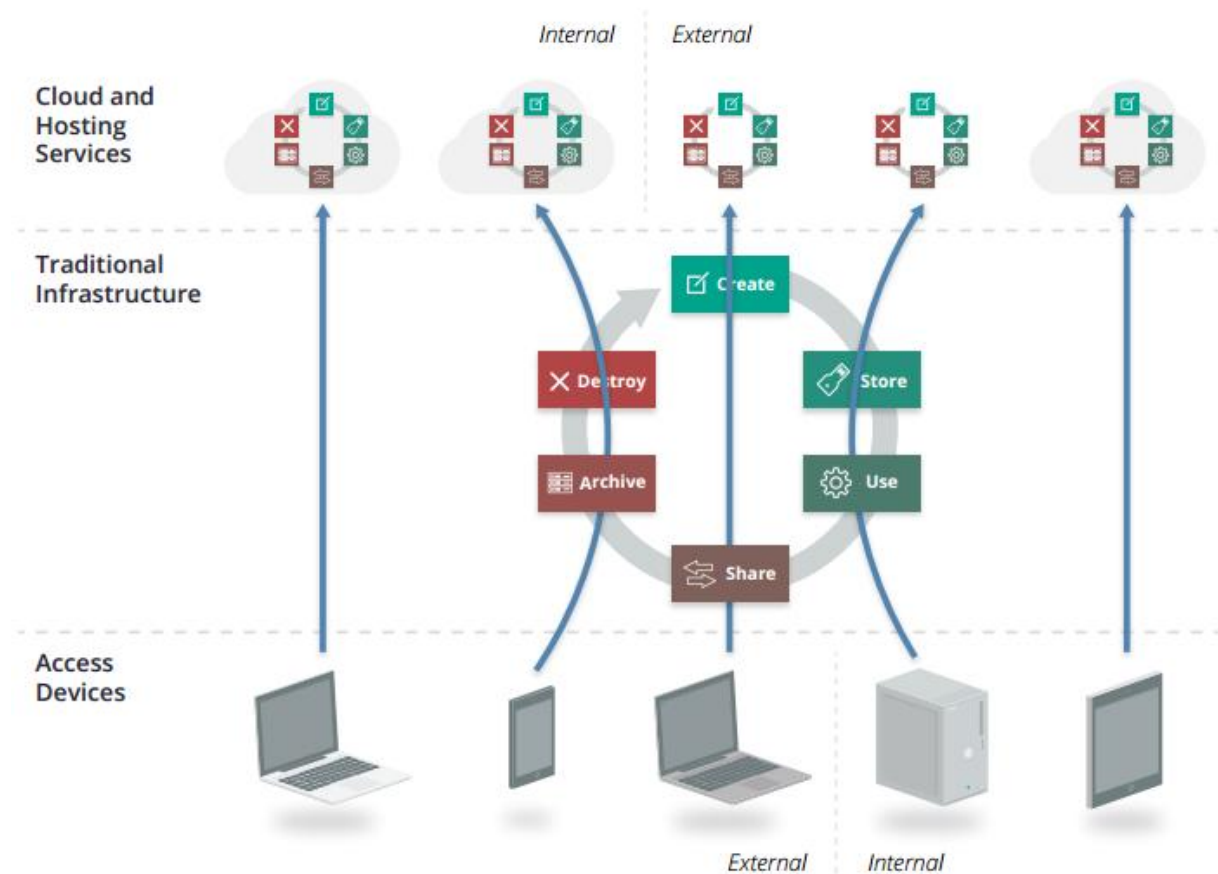 Internal
External
Cloud and
Hosting
Services
Traditional
Infrastructure
Create
Destroy
Store
Archive
Use
Share
Access
Devices
External
Internal